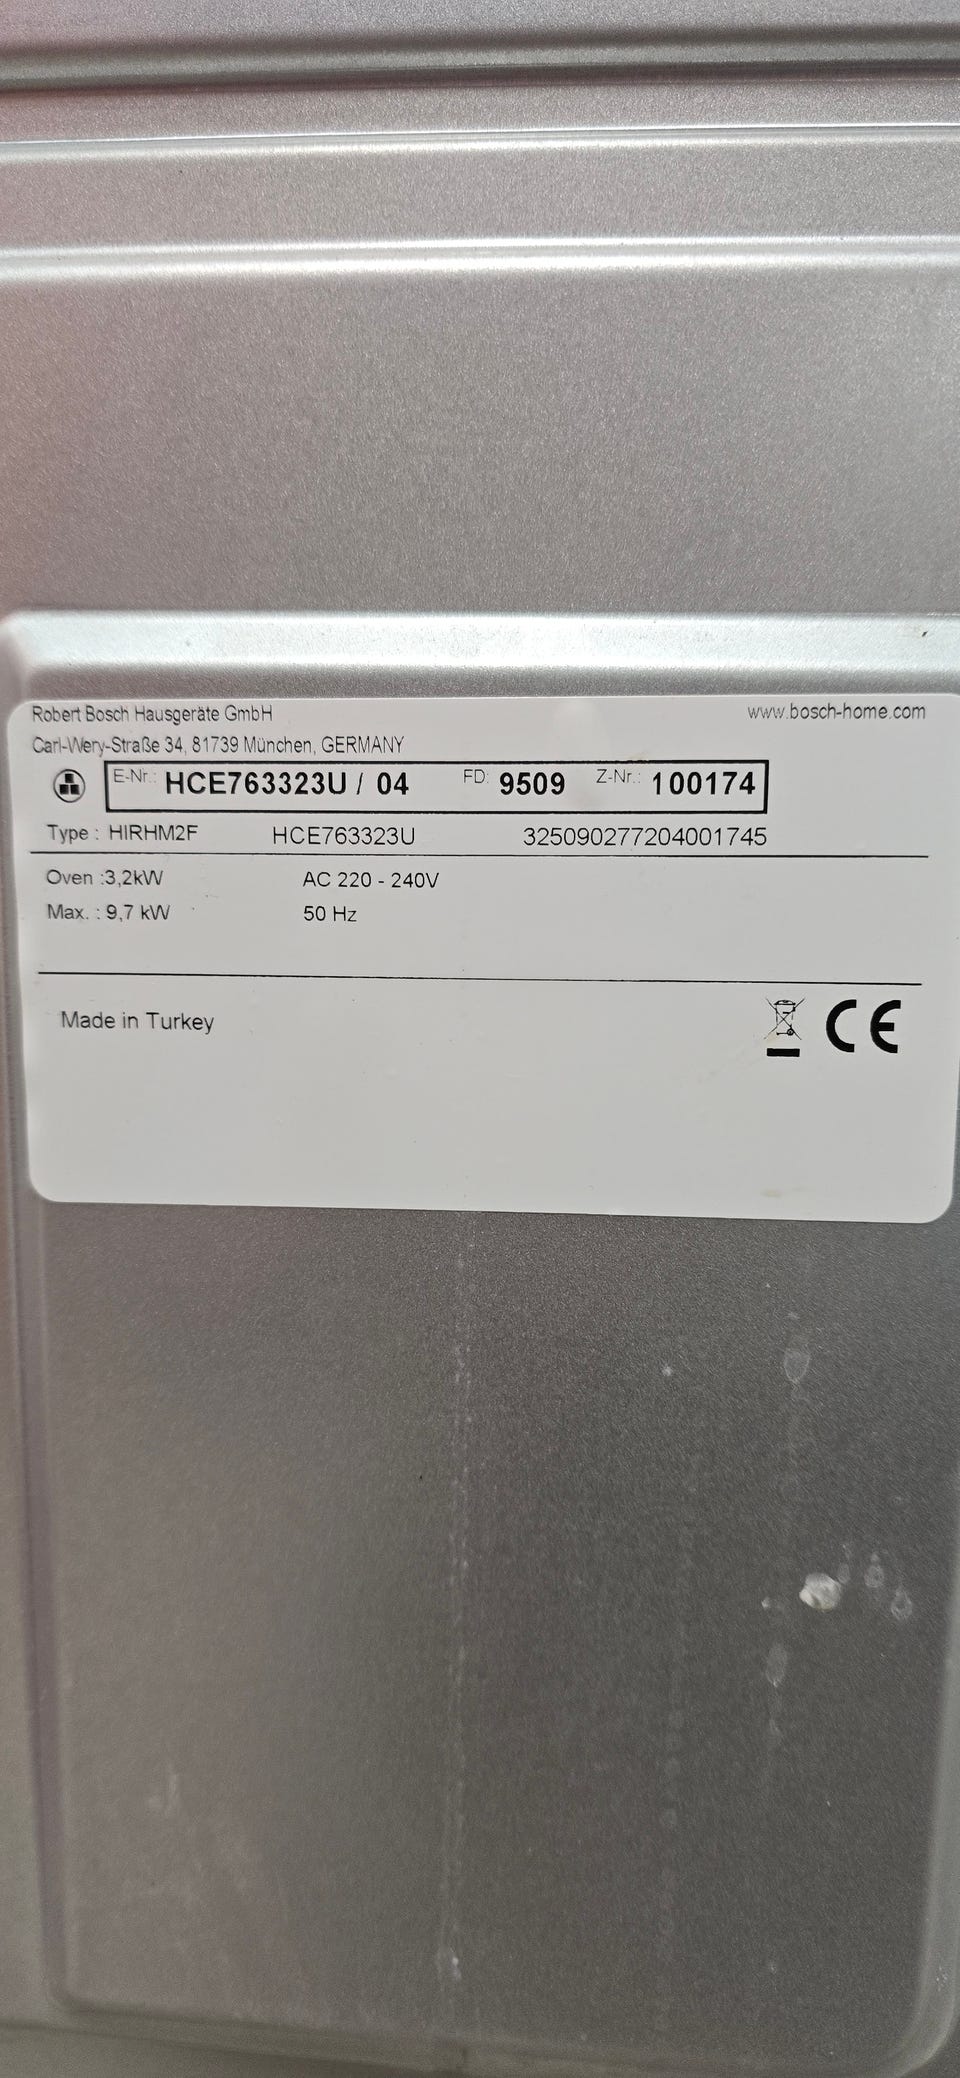 Robert Bosch Hausgeräte GmbH www.bosch-home.com
Carl-Wery-Straße 34, 81739 München, GERMANY
E-Nr.: HCE763323U / 04 FD: 9509 Z-Nr.: 100174
Type : HIRHM2F HCE763323U 325090277204001745
Oven :3,2kW AC 220 - 240V
Max. : 9,7 kW 50 Hz
Made in Turkey CE